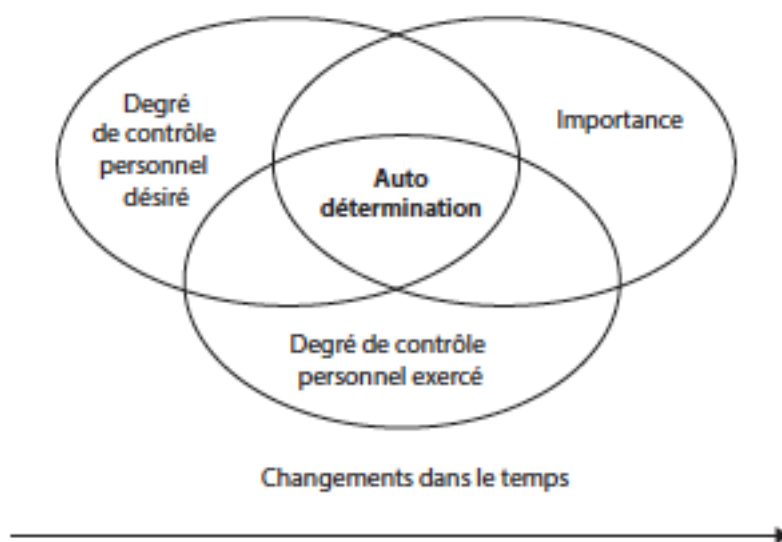 Degré
de contrôle
personnel
désiré
Importance
Auto
détermination
Degré de contrôle
personnel exercé
Changements dans le temps